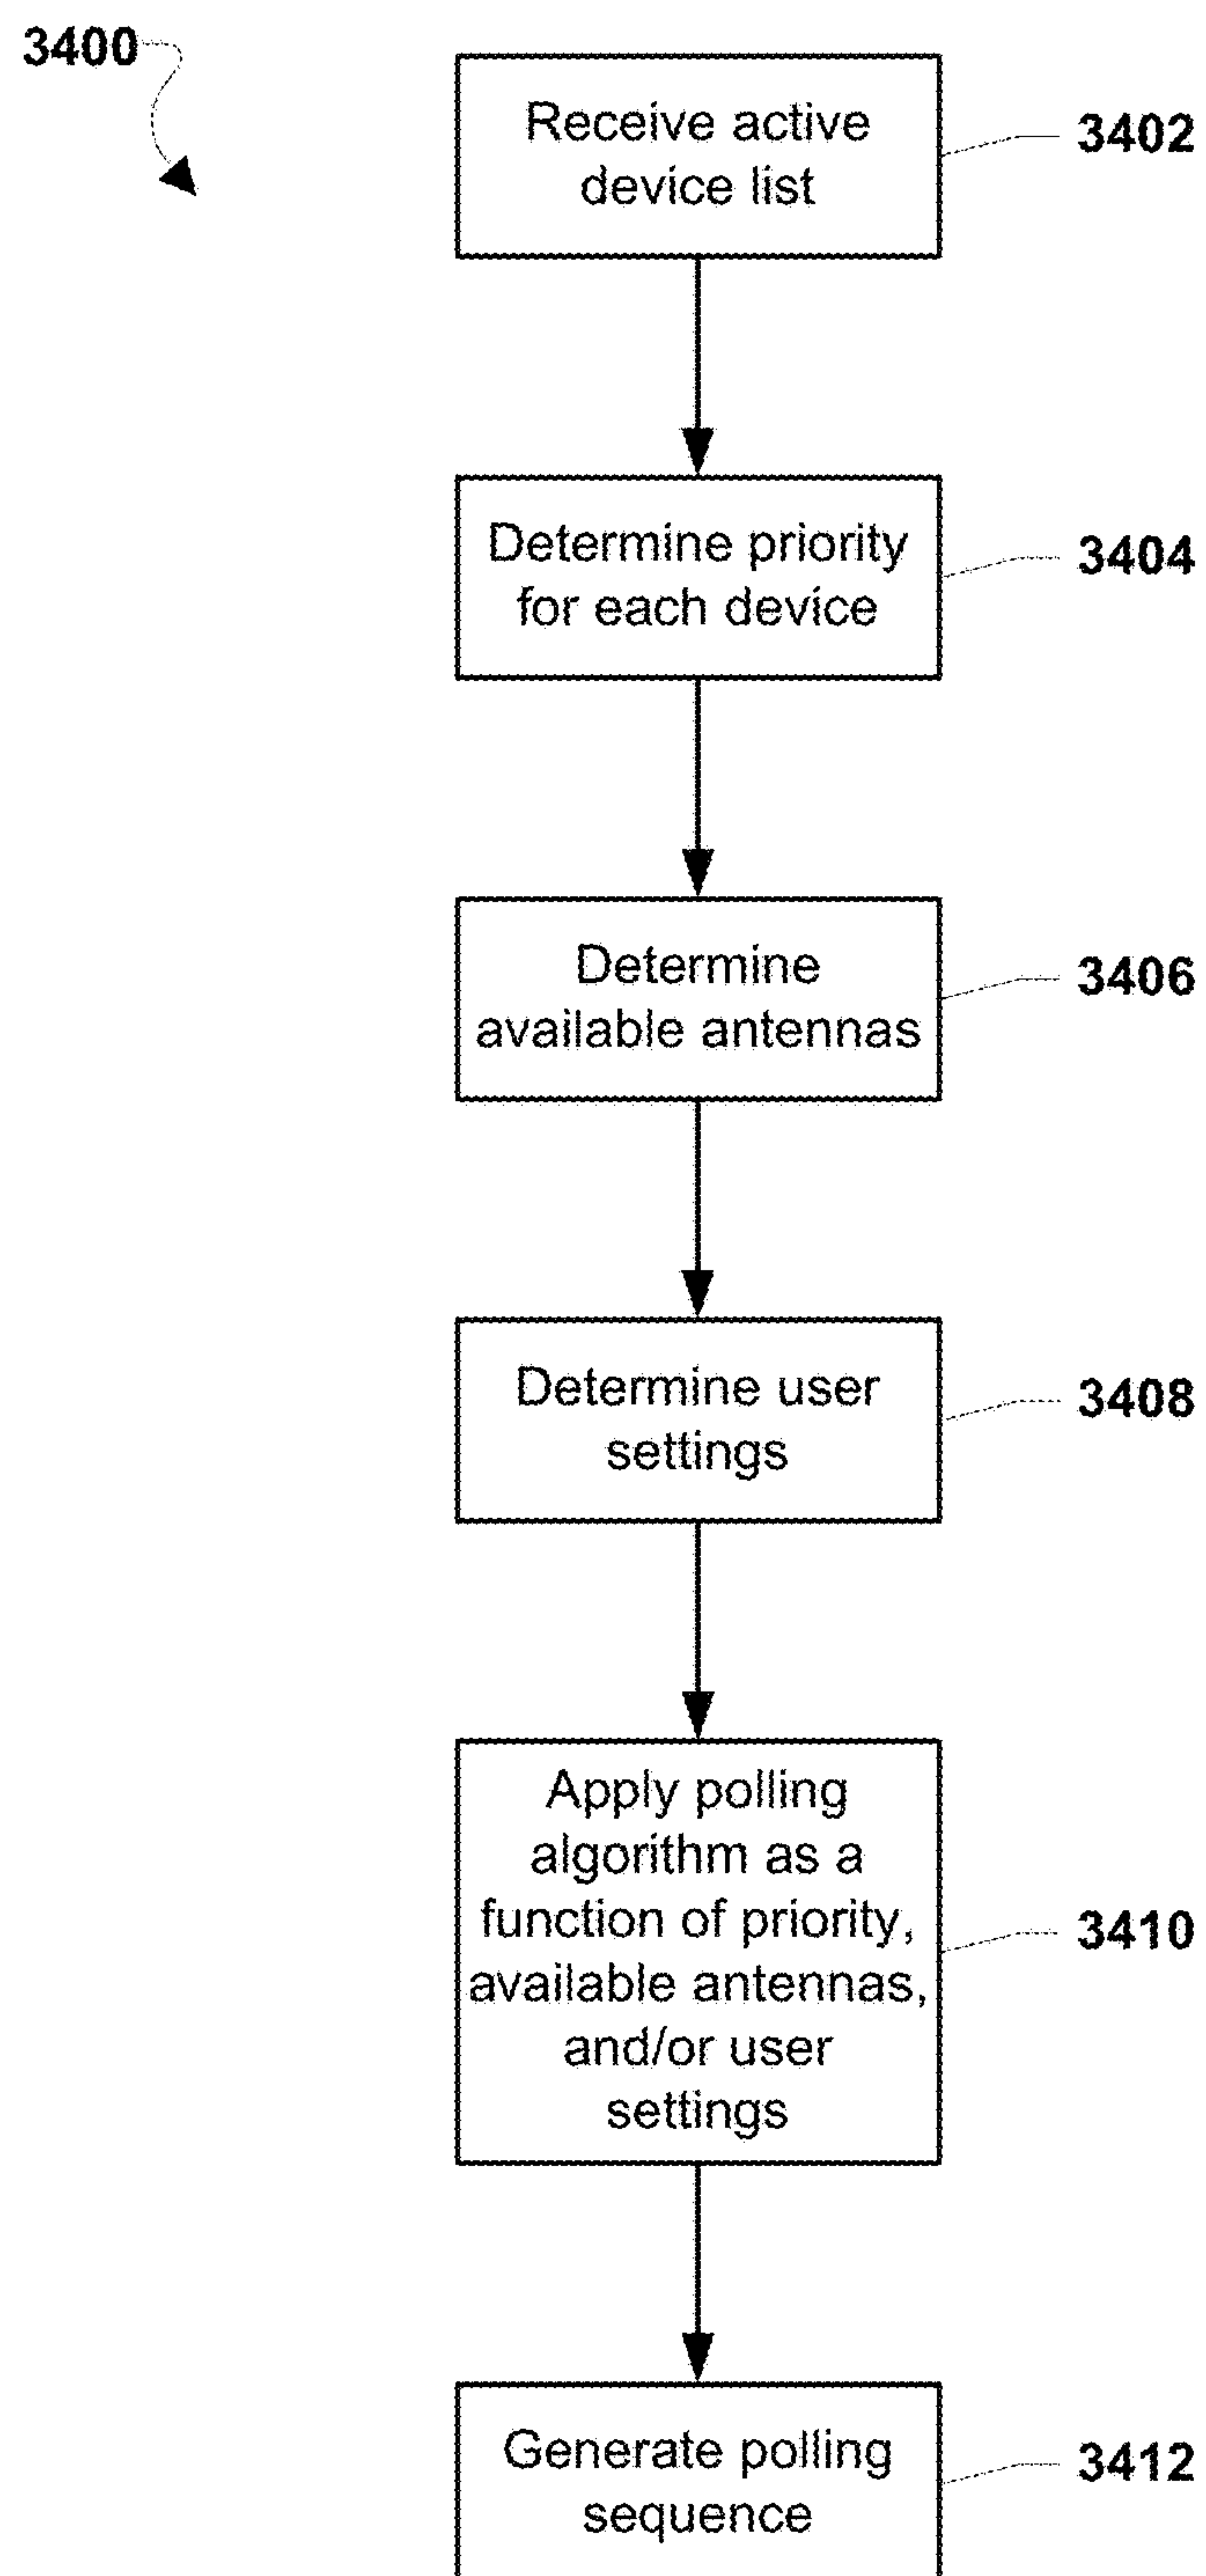 3400
Receive active
device list
3402
Determine priority
for each device
3404
Determine
available antennas
3406
Determine user
settings
3408
Apply polling
algorithm as a
function of priority,
available antennas,
and/or user
settings
3410
Generate polling
sequence
3412